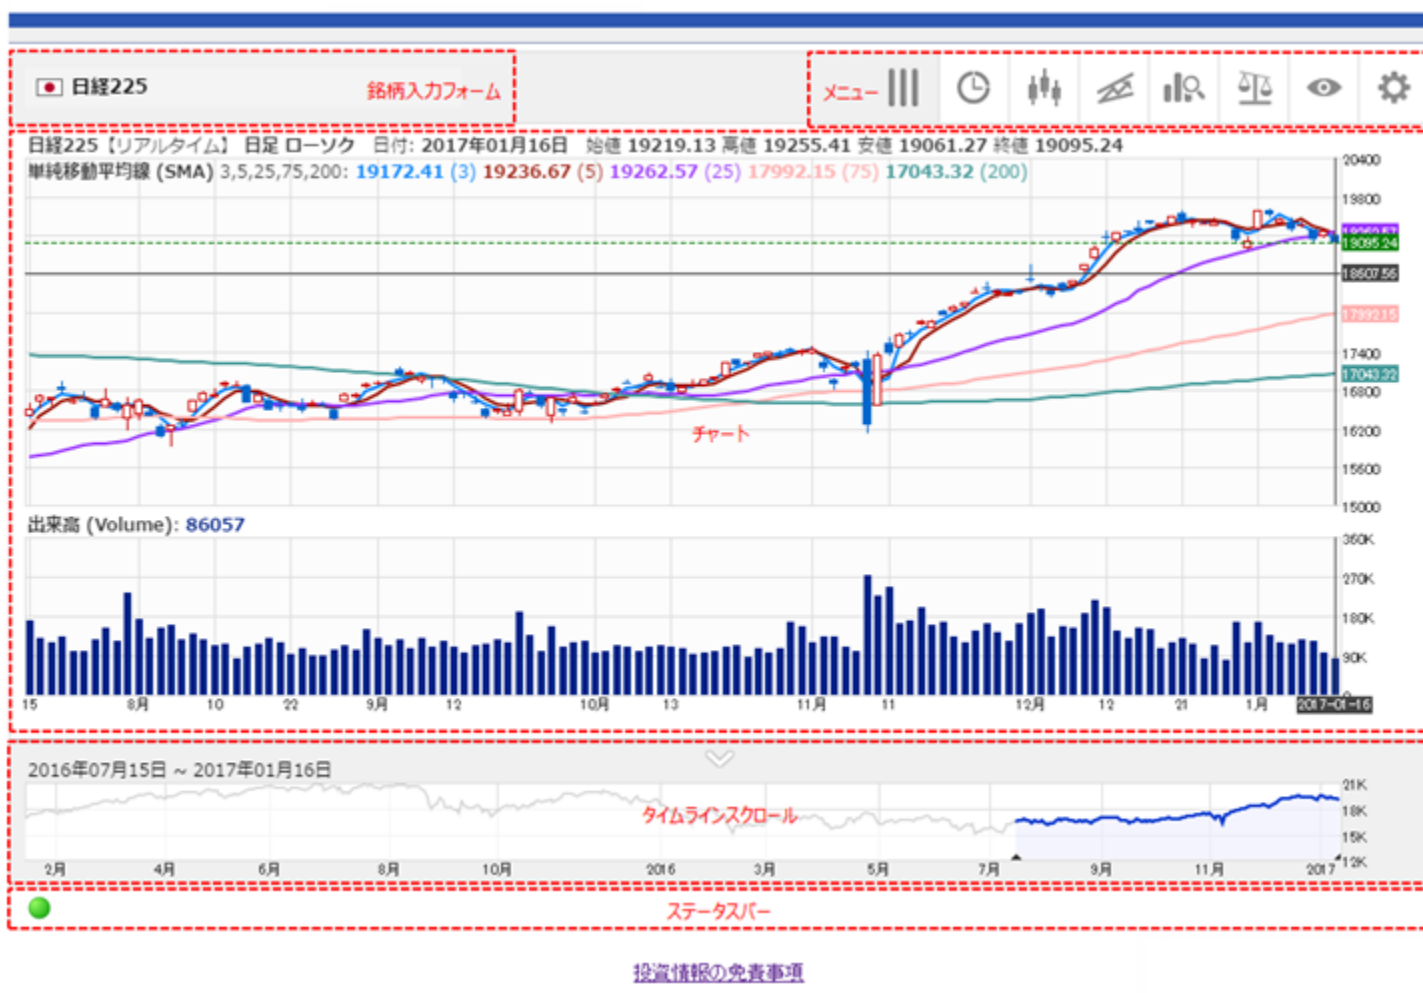 日経225
銘柄入力フォーム
メニュー
日経225【リアルタイム】 日足 ローソク 日付: 2017年01月16日 始値 19219.13 高値 19255.41 安値 19061.27 終値 19095.24
単純移動平均線 (SMA) 3,5,25,75,200: 19172.41 (3) 19236.67 (5) 19262.57 (25) 17992.15 (75) 17043.32 (200)
20400
19800
19262.57
19095.24
18607.56
17992.15
17400
17043.32
16800
16200
15600
15000
チャート
出来高 (Volume): 86057
360K
270K
180K
90K
0
15 8月 10 22 9月 12 10月 13 11月 11 12月 12 21 1月 2017-01-16
2016年07月15日 ~ 2017年01月16日
タイムラインスクロール
21K
18K
15K
12K
2月 4月 6月 8月 10月 2016 3月 5月 7月 9月 11月 2017
ステータスバー
投資情報の免責事項